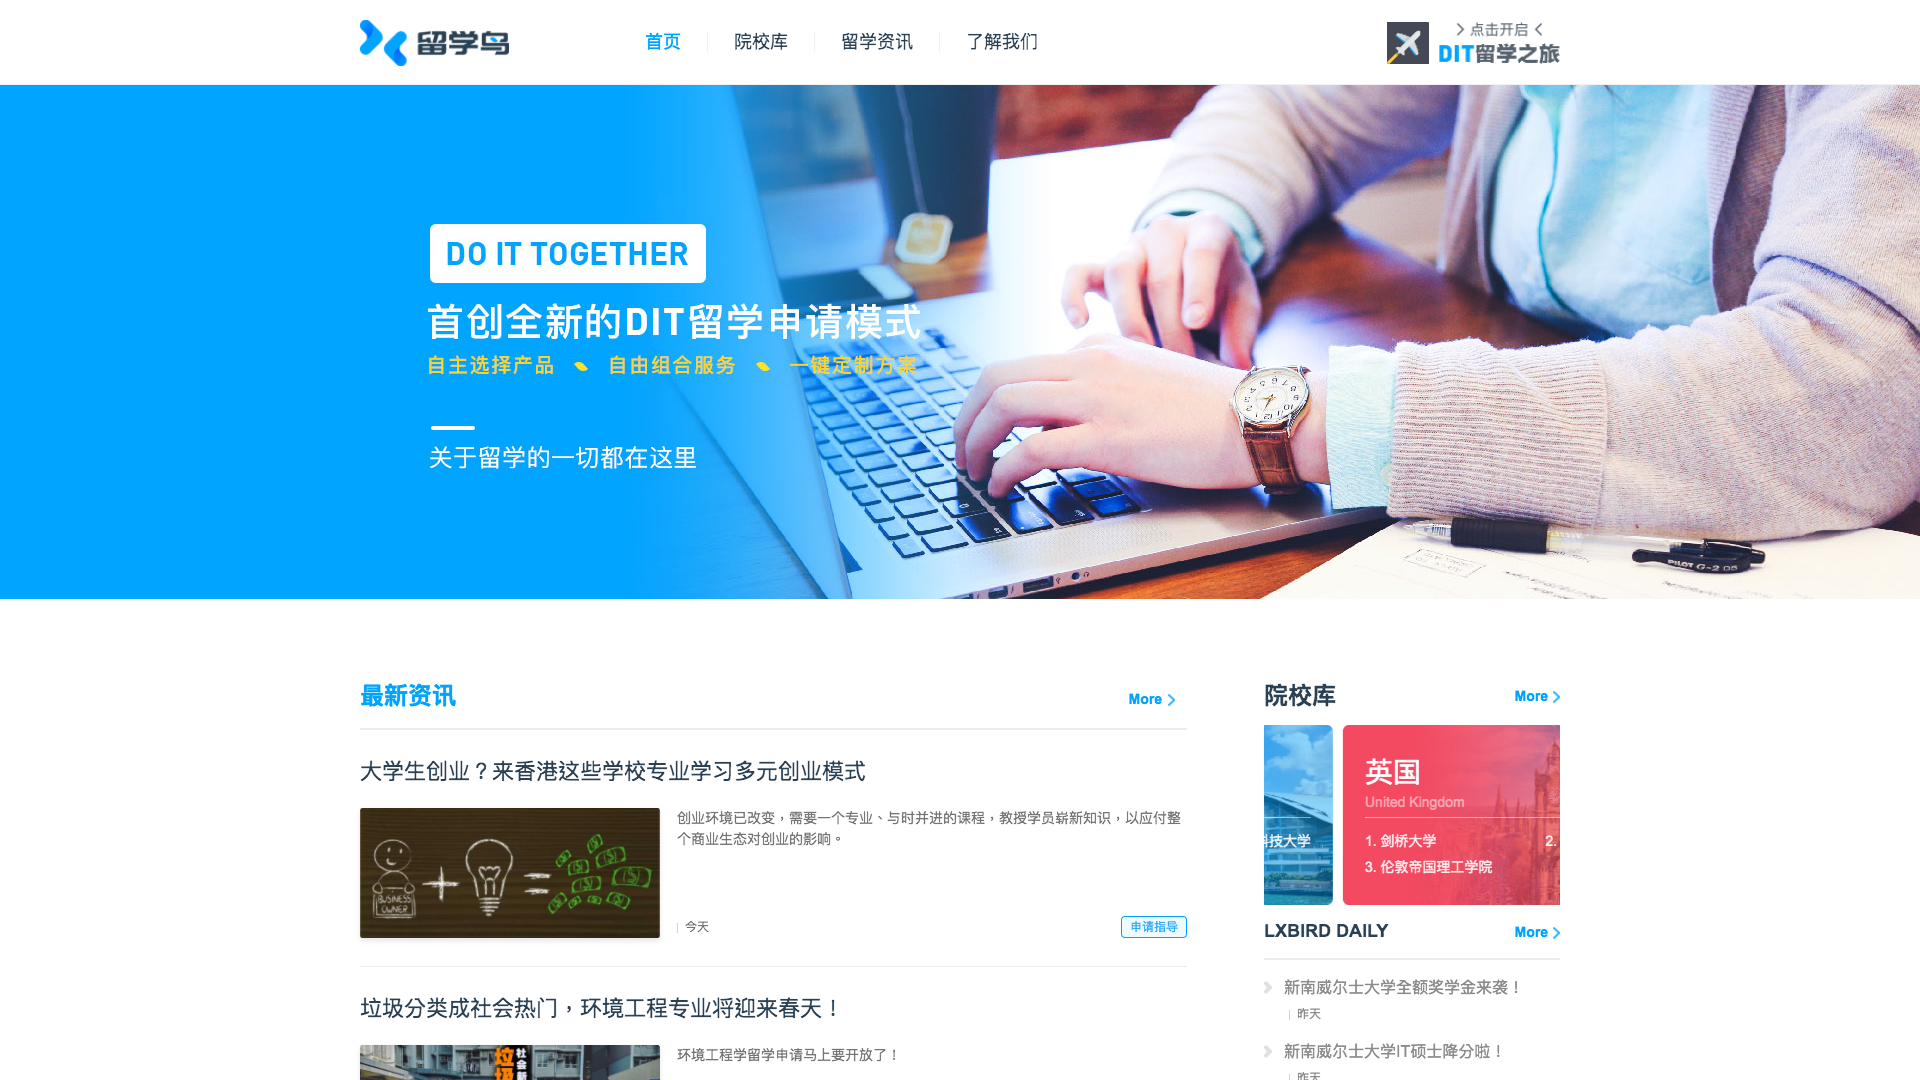 留学鸟
首页
院校库
留学资讯
了解我们
点击开启
DIT留学之旅
DO IT TOGETHER
首创全新的DIT留学申请模式
自主选择产品 自由组合服务 一键定制方案
关于留学的一切都在这里
PILOT G-2 05
最新资讯
More
大学生创业？来香港这些学校专业学习多元创业模式
BUSINESS
OWNER
创业环境已改变，需要一个专业、与时并进的课程，教授学员崭新知识，以应付整
个商业生态对创业的影响。
今天
申请指导
垃圾分类成社会热门，环境工程专业将迎来春天！
环境工程学留学申请马上要开放了！
院校库
More
科技大学
英国
United Kingdom
1. 剑桥大学
2.
3. 伦敦帝国理工学院
LXBIRD DAILY
More
新南威尔士大学全额奖学金来袭！
昨天
新南威尔士大学IT硕士降分啦！
昨天